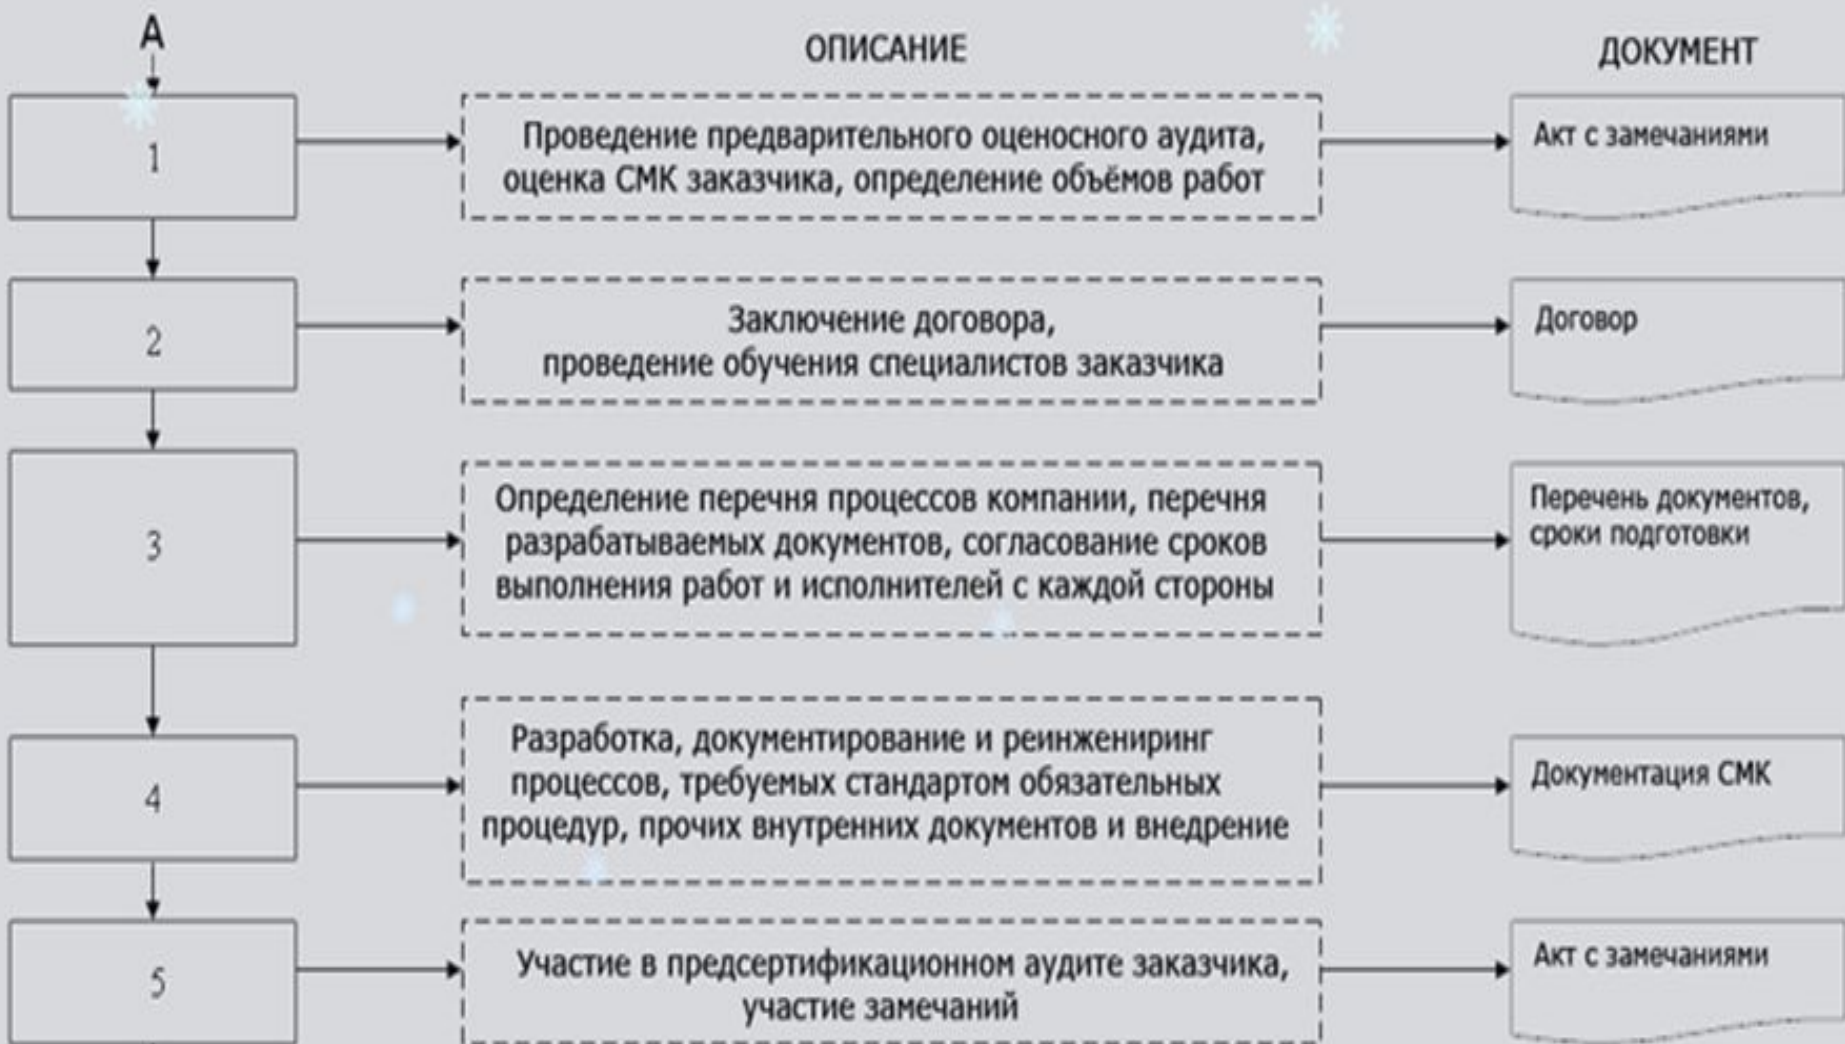 А
ОПИСАНИЕ
ДОКУМЕНТ
1
Проведение предварительного оценосного аудита,
оценка СМК заказчика, определение объёмов работ
Акт с замечаниями
2
Заключение договора,
проведение обучения специалистов заказчика
Договор
3
Определение перечня процессов компании, перечня
разрабатываемых документов, согласование сроков
выполнения работ и исполнителей с каждой стороны
Перечень документов,
сроки подготовки
4
Разработка, документирование и реинжениринг
процессов, требуемых стандартом обязательных
процедур, прочих внутренних документов и внедрение
Документация СМК
5
Участие в предсертификационном аудите заказчика,
участие замечаний
Акт с замечаниями